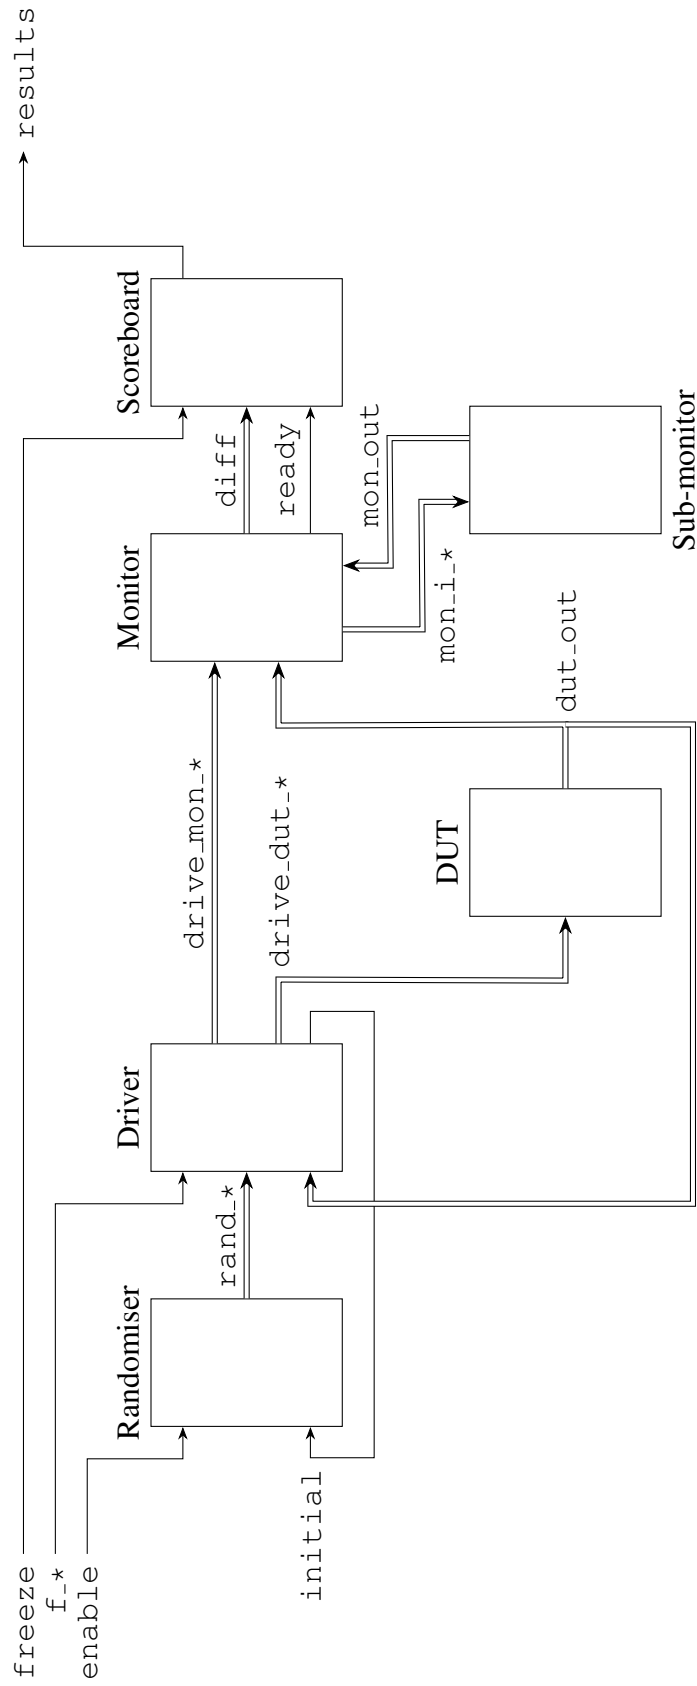 freeze
results
f_*
enable
Randomiser
Driver
Monitor
Scoreboard
drive_mon_*
rand_*
diff
drive_dut_*
ready
initial
mon_out
mon_i_*
DUT
dut_out
Sub-monitor